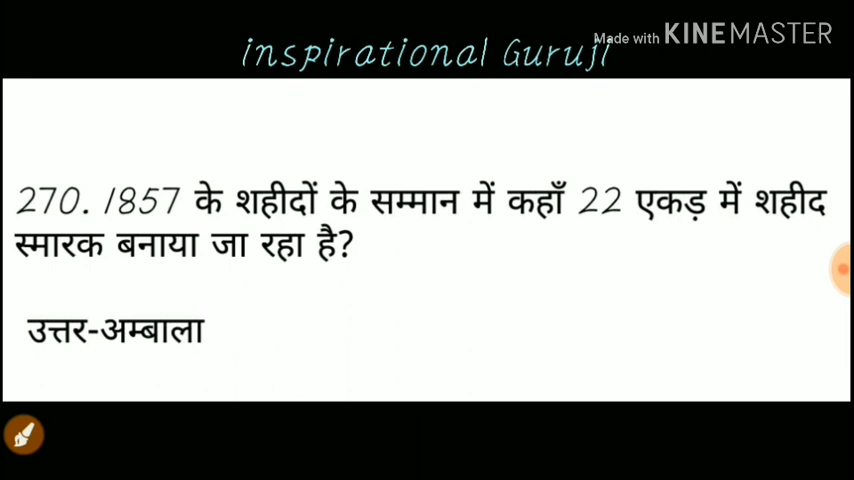 inspirational Guruji
Made with KINEMASTER
270. 1857 के शहीदों के सम्मान में कहाँ 22 एकड़ में शहीद
स्मारक बनाया जा रहा है?
उत्तर-अम्बाला